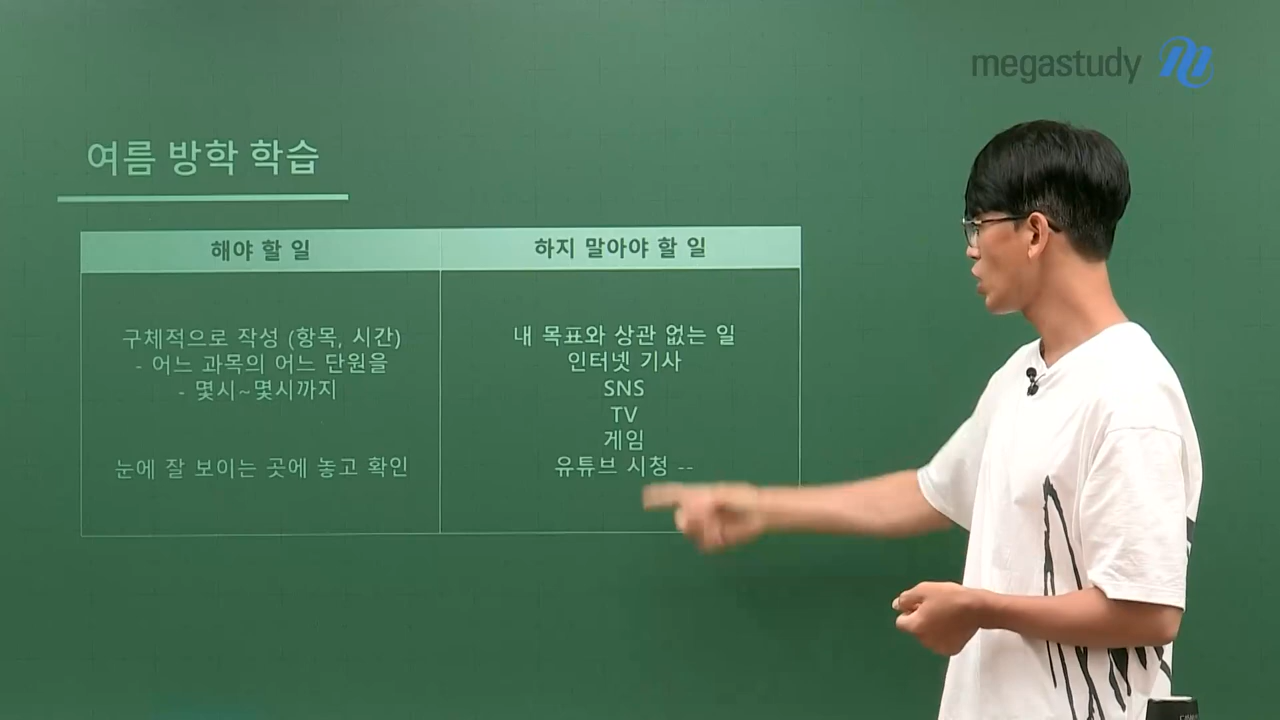 megastudy
여름 방학 학습
해야 할 일
하지 말아야 할 일
구체적으로 작성 (항목, 시간)
- 어느 과목의 어느 단원을
- 몇시~몇시까지
눈에 잘 보이는 곳에 놓고 확인
내 목표와 상관 없는 일
인터넷 기사
SNS
TV
게임
유튜브 시청 --